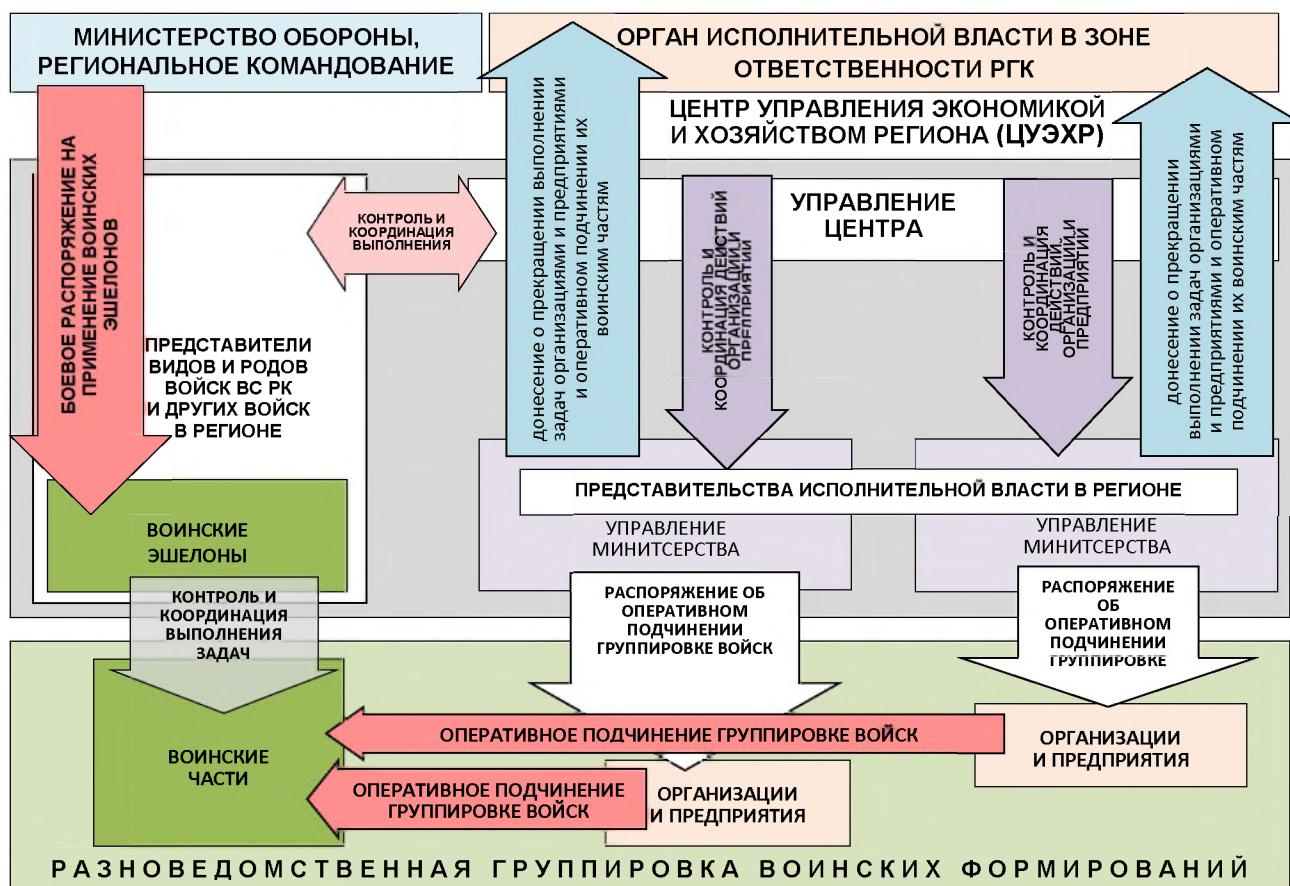 МИНИСТЕРСТВО ОБОРОНЫ,
РЕГИОНАЛЬНОЕ КОМАНДОВАНИЕ
ОРГАН ИСПОЛНИТЕЛЬНОЙ ВЛАСТИ В ЗОНЕ
ОТВЕТСТВЕННОСТИ РГК
ЦЕНТР УПРАВЛЕНИЯ ЭКОНОМИКОЙ
И ХОЗЯЙСТВОМ РЕГИОНА (ЦУЭХР)
БОЕВОЕ РАСПОРЯЖЕНИЕ НА
ПРИМЕНЕНИЕ ВОИНСКИХ
ЭШЕЛОНОВ
КОНТРОЛЬ И
КООРДИНАЦИЯ
ВЫПОЛНЕНИЯ
донесение о прекращении выполнении
задач организациями и предприятиями
и оперативном подчинении их
воинским частям
УПРАВЛЕНИЕ
ЦЕНТРА
КОНТРОЛЬ И
КООРДИНАЦИЯ ДЕЙСТВИЙ
ОРГАНИЗАЦИИ И
ПРЕДПРИЯТИЙ
КОНТРОЛЬ И
КООРДИНАЦИЯ
ДЕЙСТВИЙ,
ОРГАНИЗАЦИИ И
ПРЕДПРИЯТИЙ
донесение о прекращении
выполнении задач организациями
и предприятиями и оперативном
подчинении их воинским частям
ПРЕДСТАВИТЕЛИ
ВИДОВ И РОДОВ
ВОЙСК ВС РК
И ДРУГИХ ВОЙСК
В РЕГИОНЕ
ПРЕДСТАВИТЕЛЬСТВА ИСПОЛНИТЕЛЬНОЙ ВЛАСТИ В РЕГИОНЕ
ВОИНСКИЕ
ЭШЕЛОНЫ
УПРАВЛЕНИЕ
МИНИТСЕРСТВА
УПРАВЛЕНИЕ
МИНИТСЕРСТВА
КОНТРОЛЬ И
КООРДИНАЦИЯ
ВЫПОЛНЕНИЯ
ЗАДАЧ
РАСПОРЯЖЕНИЕ ОБ
ОПЕРАТИВНОМ
ПОДЧИНЕНИИ
ГРУППИРОВКЕ ВОЙСК
РАСПОРЯЖЕНИЕ
ОБ
ОПЕРАТИВНОМ
ПОДЧИНЕНИИ
ГРУППИРОВКЕ
ВОИНСКИЕ
ЧАСТИ
ОПЕРАТИВНОЕ ПОДЧИНЕНИЕ ГРУППИРОВКЕ ВОЙСК
ОРГАНИЗАЦИИ
И ПРЕДПРИЯТИЯ
ОПЕРАТИВНОЕ ПОДЧИНЕНИЕ
ГРУППИРОВКЕ ВОЙСК
ОРГАНИЗАЦИИ
И ПРЕДПРИЯТИЯ
РАЗНОВЕДОМСТВЕННАЯ ГРУППИРОВКА ВОИНСКИХ ФОРМИРОВАНИЙ